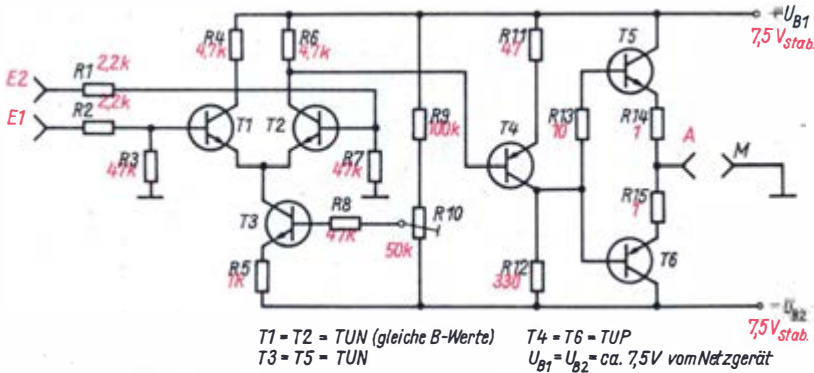 R4
4,7k
R6
4,7k
R11
47
T5
+U_B1
7,5 V stab.
E2
R1
2,2k
E1
R2
2,2k
T1
T2
R9
100k
T4
R13
10
R14
1
A
M
R3
47k
R7
47k
T3
R8
47k
R10
50k
R15
1
R5
1k
R12
330
T6
-U_B2
7,5 V stab.
T1 = T2 = TUN (gleiche B-Werte)
T3 = T5 = TUN
T4 = T6 = TUP
U_B1 = U_B2 = ca. 7,5V vom Netzgerät